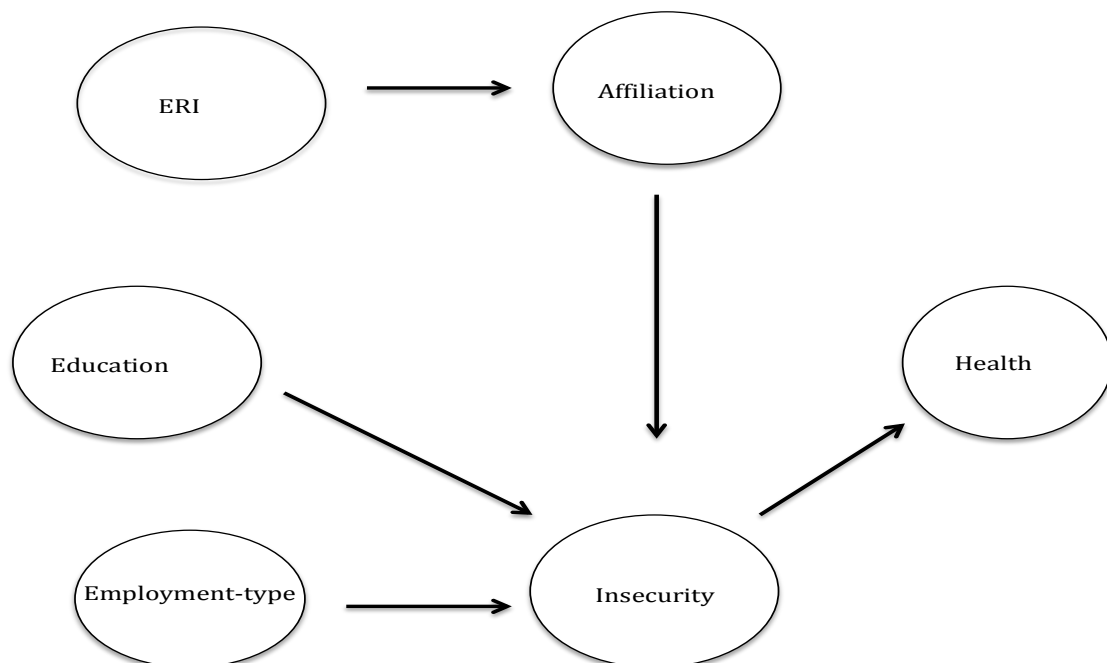 ERI
Affiliation
Education
Health
Employment-type
Insecurity